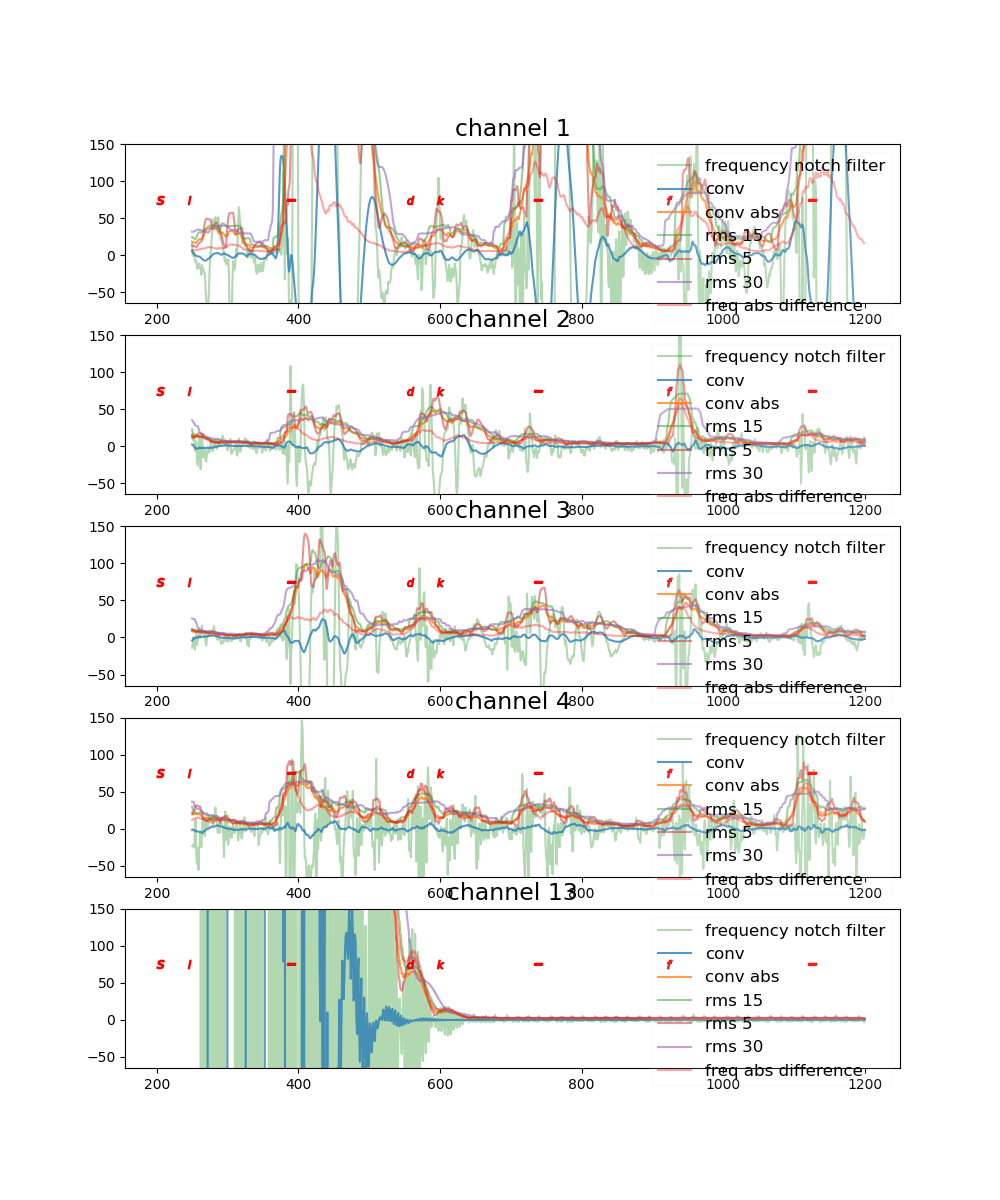 channel 1
150
100
50
0
−50
S l − d k − f −
frequency notch filter
conv
conv abs
rms 15
rms 5
rms 30
freq abs difference
200 400 600 800 1000 1200
channel 2
150
100
50
0
−50
S l − d k − f −
frequency notch filter
conv
conv abs
rms 15
rms 5
rms 30
freq abs difference
200 400 600 800 1000 1200
channel 3
150
100
50
0
−50
S l − d k − f −
frequency notch filter
conv
conv abs
rms 15
rms 5
rms 30
freq abs difference
200 400 600 800 1000 1200
channel 4
150
100
50
0
−50
S l − d k − f −
frequency notch filter
conv
conv abs
rms 15
rms 5
rms 30
freq abs difference
200 400 600 800 1000 1200
channel 13
150
100
50
0
−50
S l − d k − f −
frequency notch filter
conv
conv abs
rms 15
rms 5
rms 30
freq abs difference
200 400 600 800 1000 1200